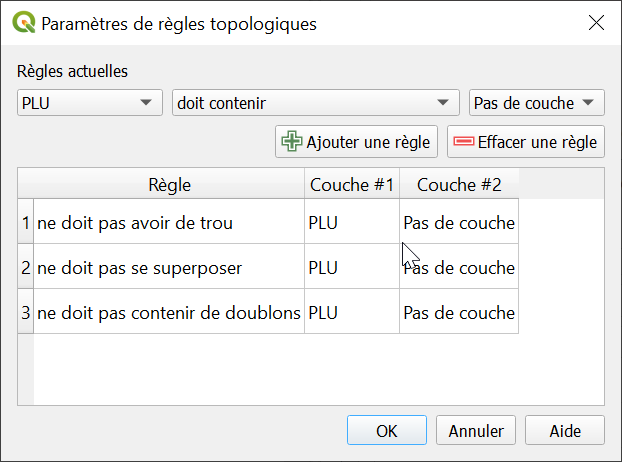 Paramètres de règles topologiques
Règles actuelles
PLU doit contenir Pas de couche
Ajouter une règle Effacer une règle
Règle Couche #1 Couche #2
1 ne doit pas avoir de trou PLU Pas de couche
2 ne doit pas se superposer PLU Pas de couche
3 ne doit pas contenir de doublons PLU Pas de couche
OK Annuler Aide